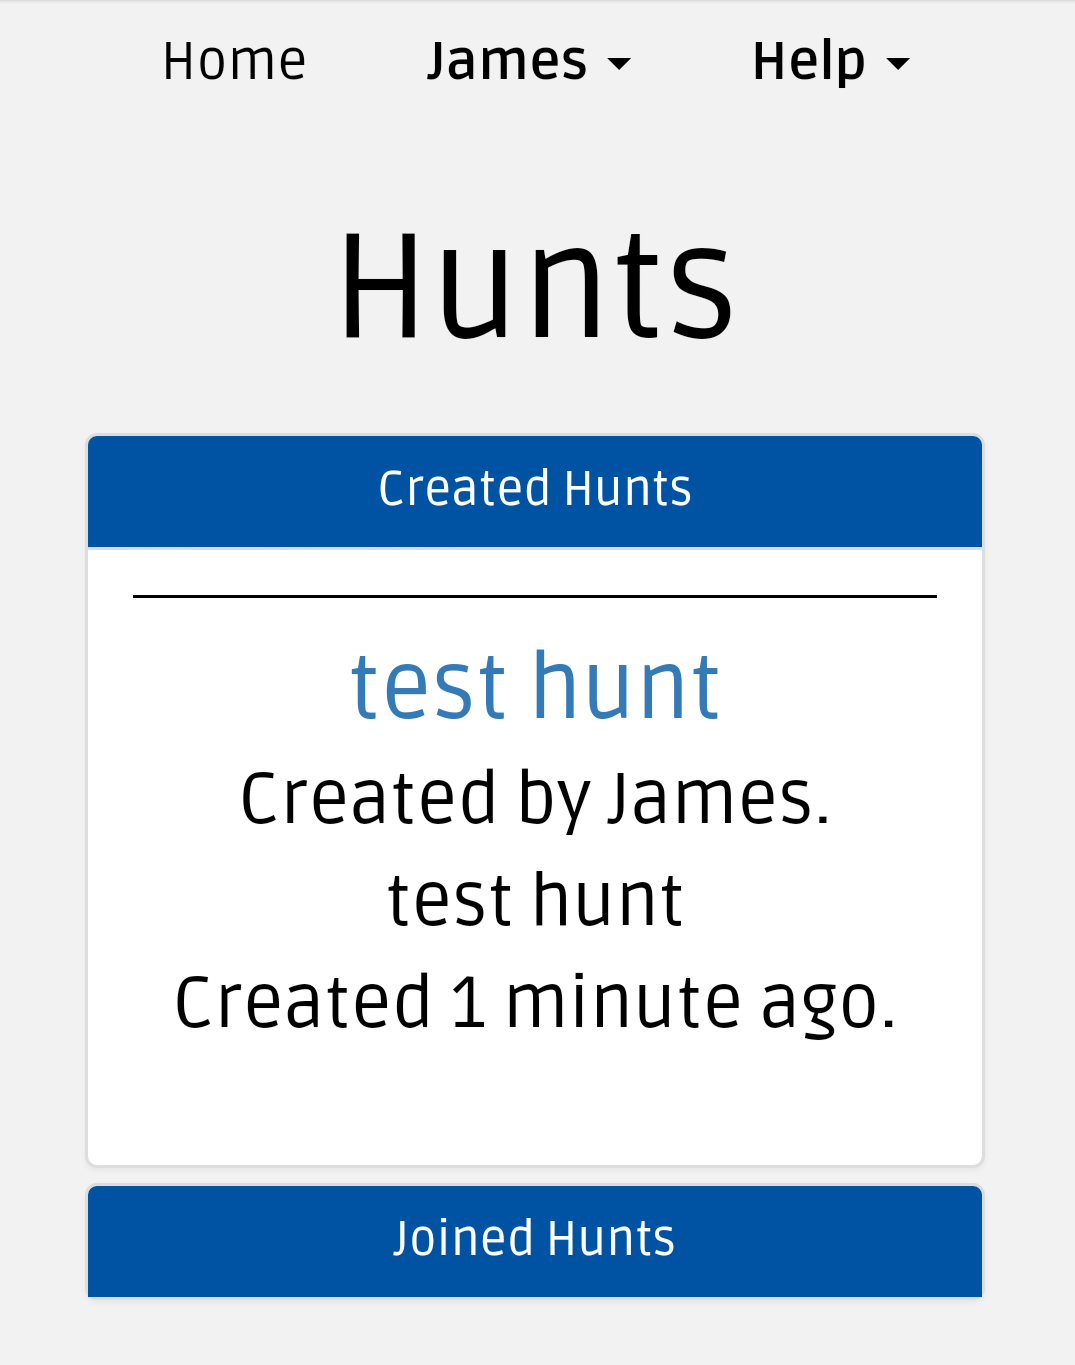 Home James Help
Hunts
Created Hunts
test hunt
Created by James.
test hunt
Created 1 minute ago.
Joined Hunts